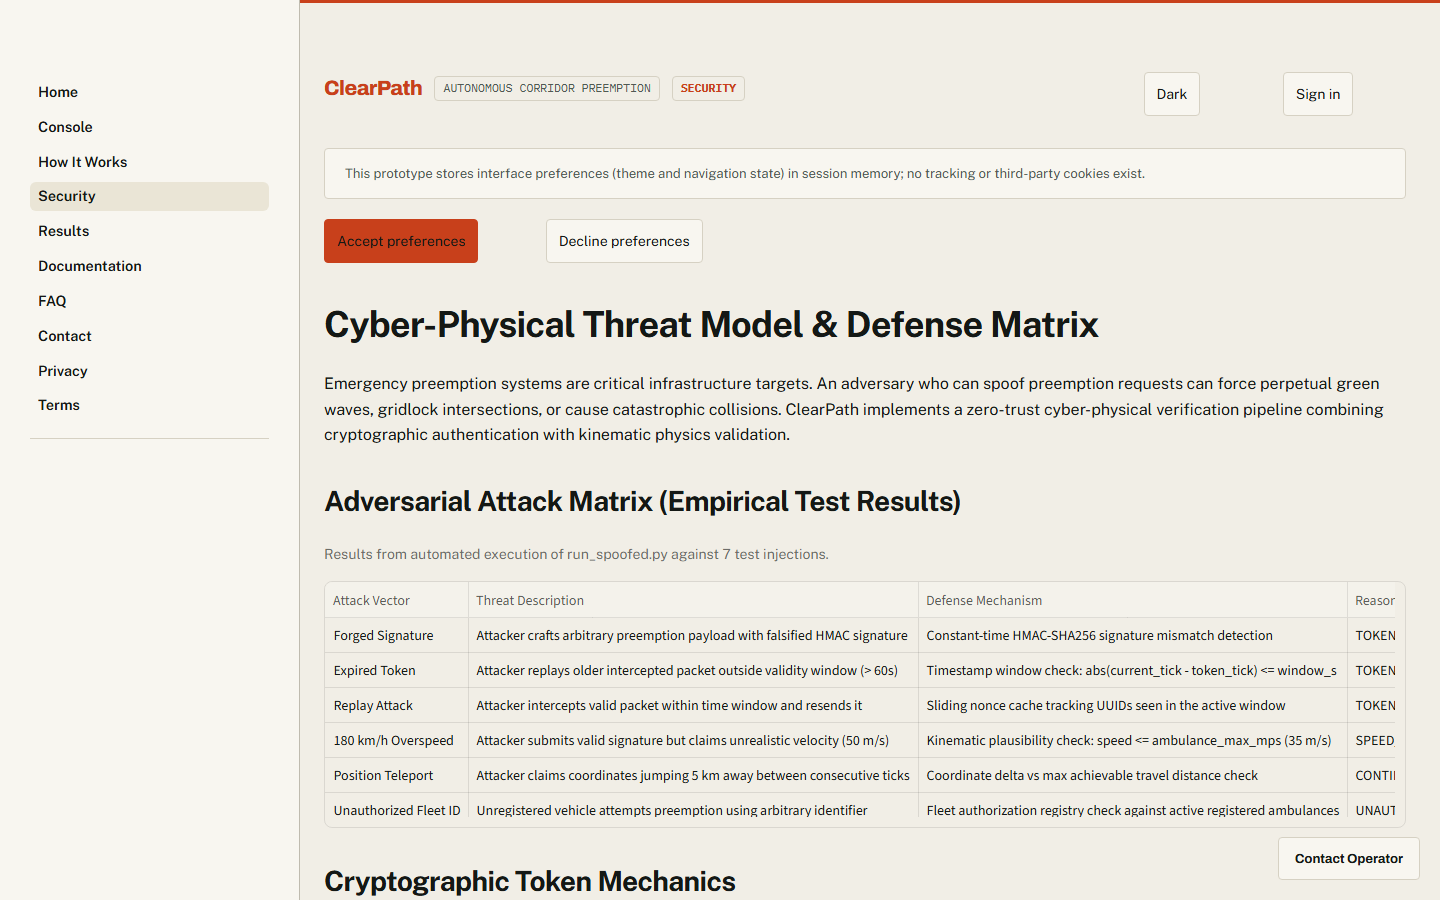 Home
Console
How It Works
Security
Results
Documentation
FAQ
Contact
Privacy
Terms
ClearPath AUTONOMOUS CORRIDOR PREEMPTION SECURITY Dark Sign in
This prototype stores interface preferences (theme and navigation state) in session memory; no tracking or third-party cookies exist.
Accept preferences Decline preferences
Cyber-Physical Threat Model & Defense Matrix
Emergency preemption systems are critical infrastructure targets. An adversary who can spoof preemption requests can force perpetual green
waves, gridlock intersections, or cause catastrophic collisions. ClearPath implements a zero-trust cyber-physical verification pipeline combining
cryptographic authentication with kinematic physics validation.
Adversarial Attack Matrix (Empirical Test Results)
Results from automated execution of run_spoofed.py against 7 test injections.
Attack Vector Threat Description Defense Mechanism Reason
Forged Signature Attacker crafts arbitrary preemption payload with falsified HMAC signature Constant-time HMAC-SHA256 signature mismatch detection TOKEN
Expired Token Attacker replays older intercepted packet outside validity window (> 60s) Timestamp window check: abs(current_tick - token_tick) <= window_s TOKEN
Replay Attack Attacker intercepts valid packet within time window and resends it Sliding nonce cache tracking UUIDs seen in the active window TOKEN
180 km/h Overspeed Attacker submits valid signature but claims unrealistic velocity (50 m/s) Kinematic plausibility check: speed <= ambulance_max_mps (35 m/s) SPEED_
Position Teleport Attacker claims coordinates jumping 5 km away between consecutive ticks Coordinate delta vs max achievable travel distance check CONTI
Unauthorized Fleet ID Unregistered vehicle attempts preemption using arbitrary identifier Fleet authorization registry check against active registered ambulances UNAUT
Contact Operator
Cryptographic Token Mechanics